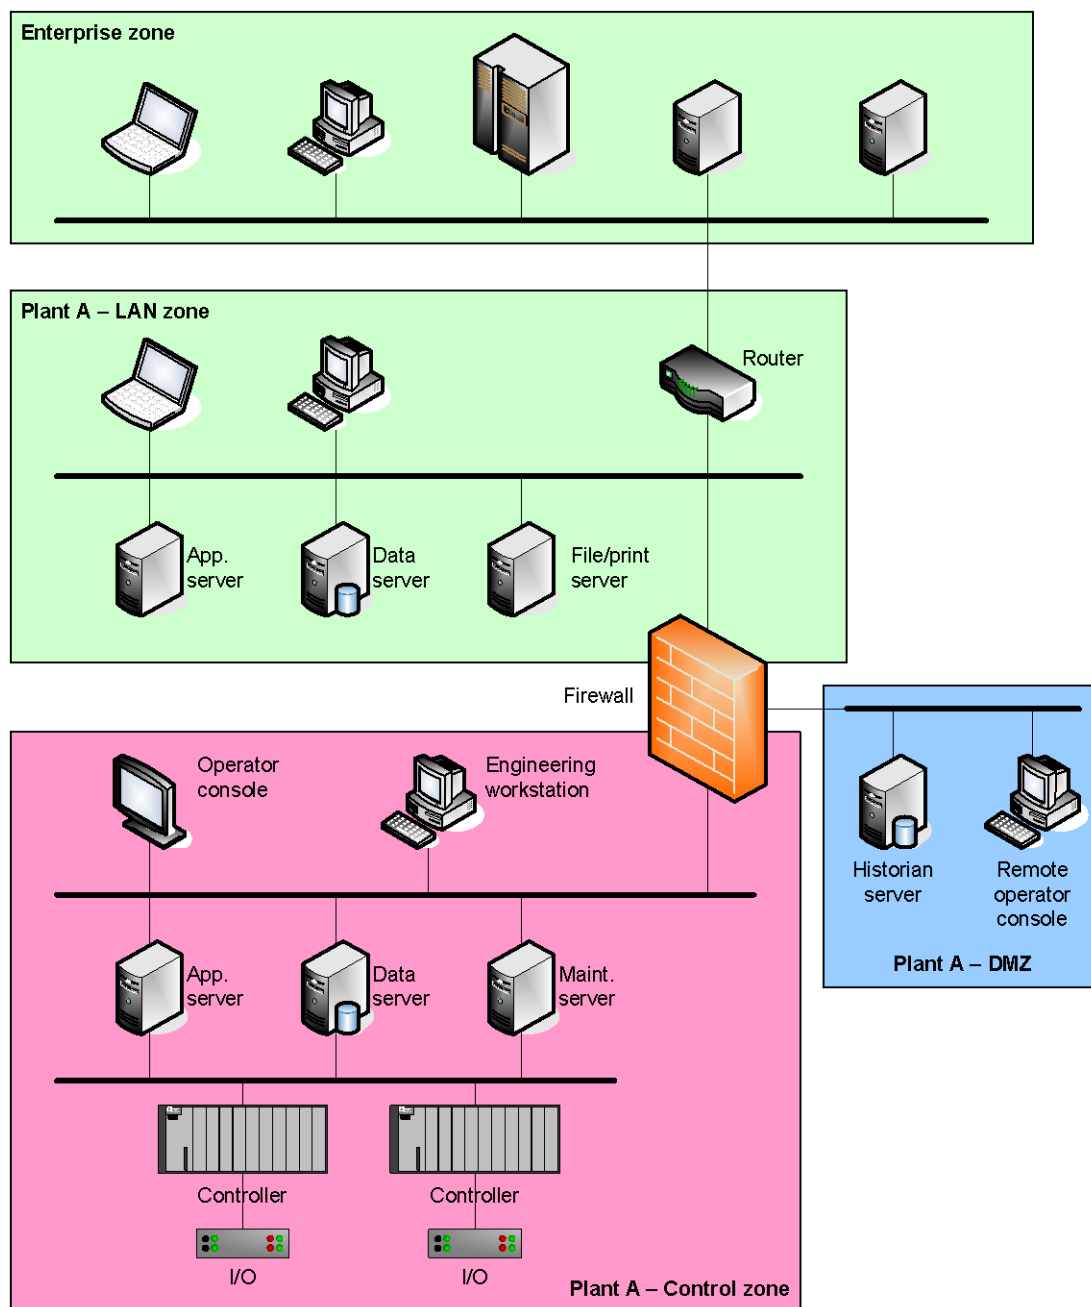 Enterprise zone
Plant A – LAN zone
Router
App.
server
Data
server
File/print
server
Firewall
Operator
console
Engineering
workstation
Historian
server
Remote
operator
console
Plant A – DMZ
App.
server
Data
server
Maint.
server
Controller
Controller
I/O
I/O
Plant A – Control zone